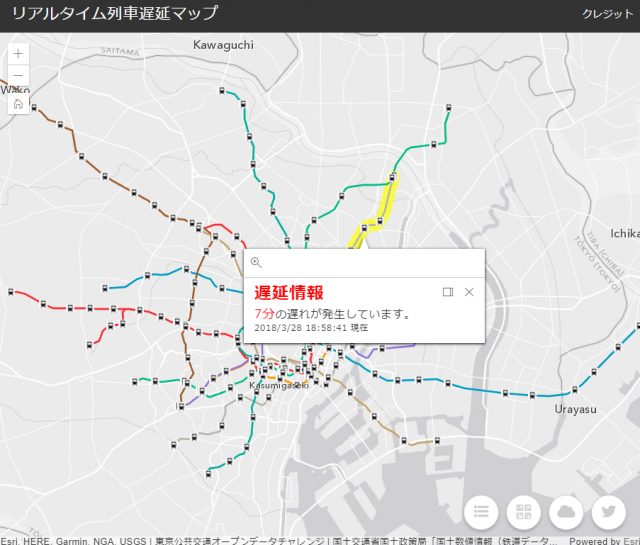 リアルタイム列車遅延マップ
クレジット
Kawaguchi
SAITAMA
+
−
Wako
Ichika
TIBA (CHIBA)
TŌKYŌ (TOKYO)
遅延情報
7分の遅れが発生しています。
2018/3/28 18:58:41 現在
Kasumigaseki
Urayasu
Esri, HERE, Garmin, NGA, USGS | 東京公共交通オープンデータチャレンジ | 国土交通省国土政策局「国土数値情報（鉄道データ...
Powered by Esri